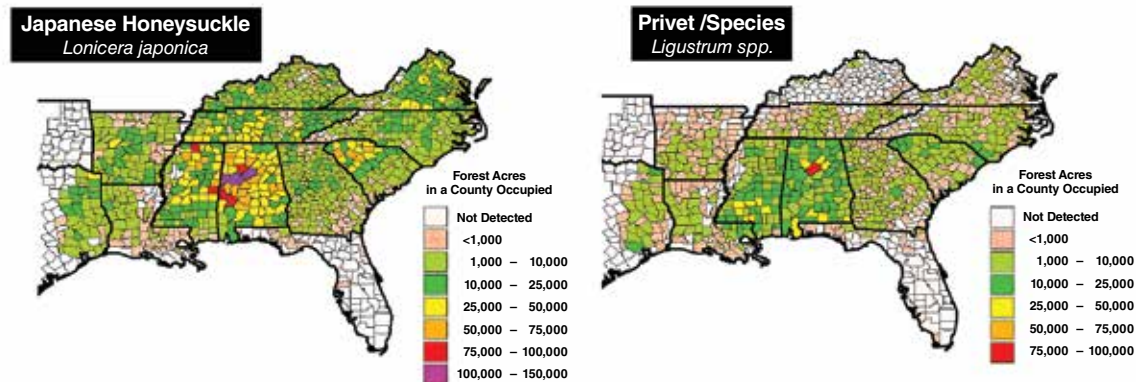 Japanese Honeysuckle
Lonicera japonica
Forest Acres
in a County Occupied
Not Detected
<1,000
1,000 – 10,000
10,000 – 25,000
25,000 – 50,000
50,000 – 75,000
75,000 – 100,000
100,000 – 150,000
Privet /Species
Ligustrum spp.
Forest Acres
in a County Occupied
Not Detected
<1,000
1,000 – 10,000
10,000 – 25,000
25,000 – 50,000
50,000 – 75,000
75,000 – 100,000